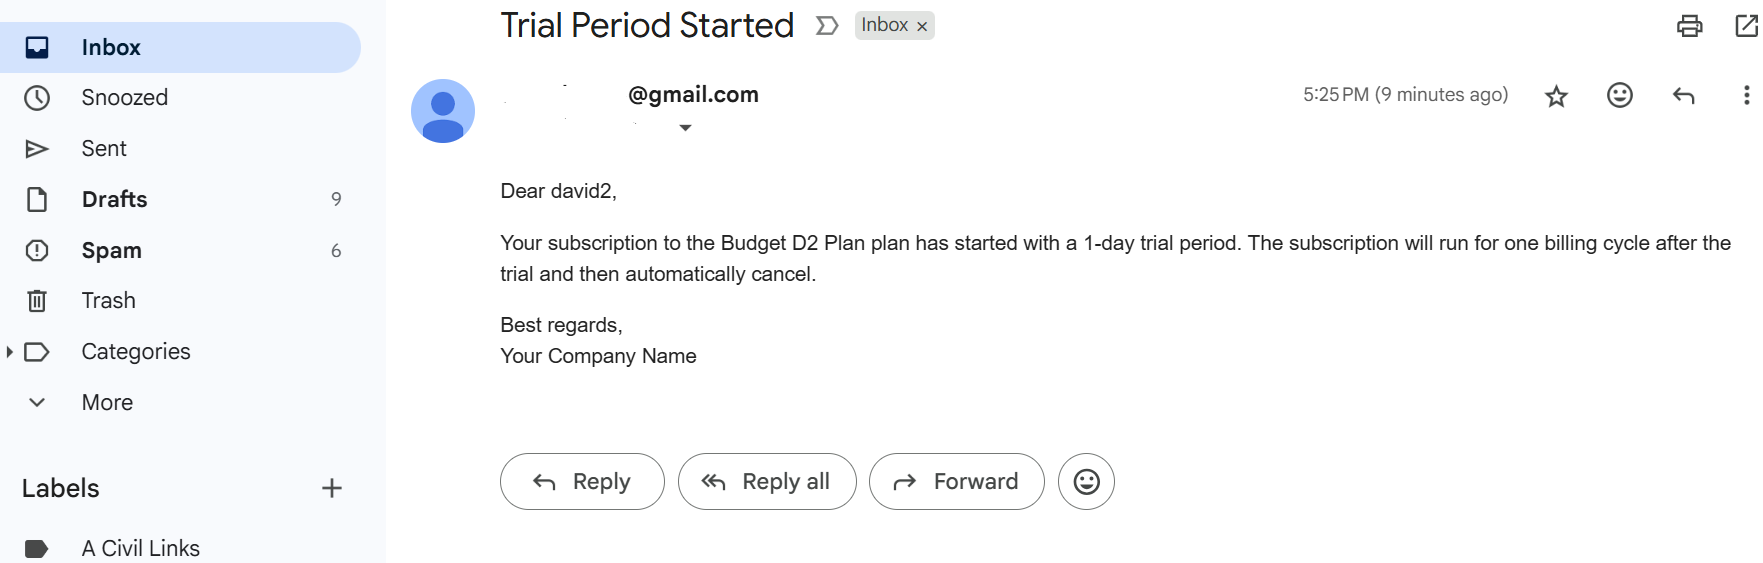 Trial Period Started
Inbox ×
Inbox
@gmail.com
5:25 PM (9 minutes ago)
Snoozed
Sent
Drafts 9
Spam 6
Trash
Categories
More
Labels +
A Civil Links
Dear david2,
Your subscription to the Budget D2 Plan plan has started with a 1-day trial period. The subscription will run for one billing cycle after the
trial and then automatically cancel.
Best regards,
Your Company Name
Reply
Reply all
Forward